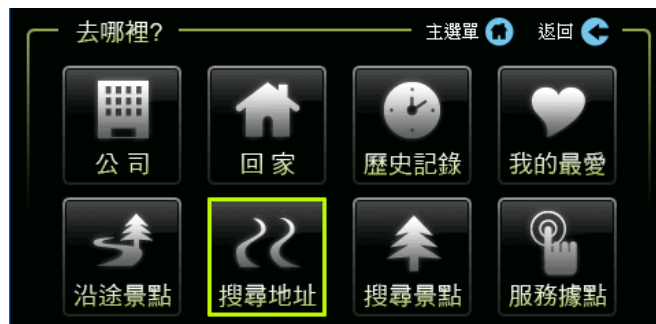 去哪裡?
主選單 返回
公司 回家 歷史記錄 我的最愛
沿途景點 搜尋地址 搜尋景點 服務據點